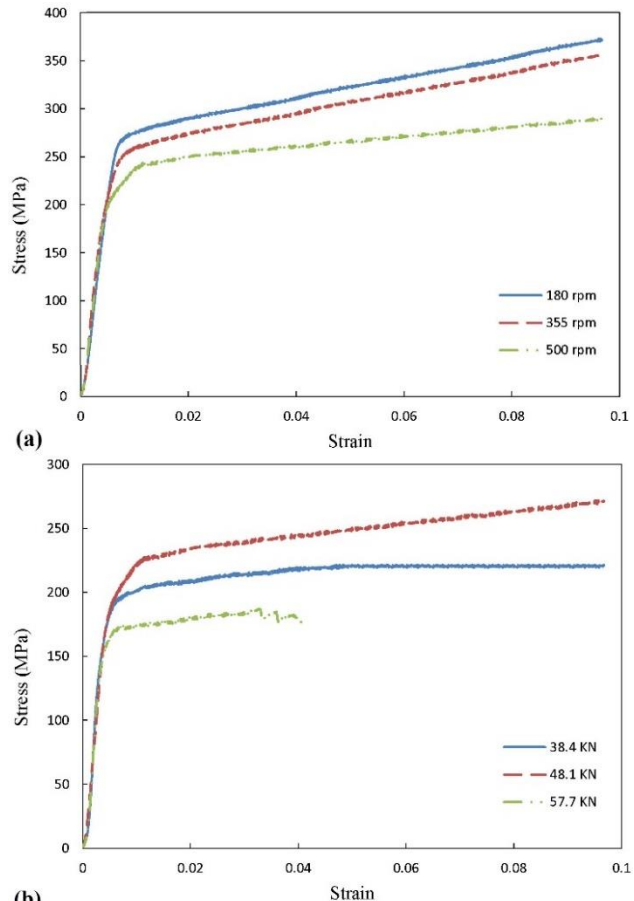 400
350
300
250
200
150
100
50
0
Stress (MPa)
180 rpm
355 rpm
500 rpm
0 0.02 0.04 0.06 0.08 0.1
(a) Strain
300
250
200
150
100
50
0
Stress (MPa)
38.4 KN
48.1 KN
57.7 KN
0 0.02 0.04 0.06 0.08 0.1
(b) Strain